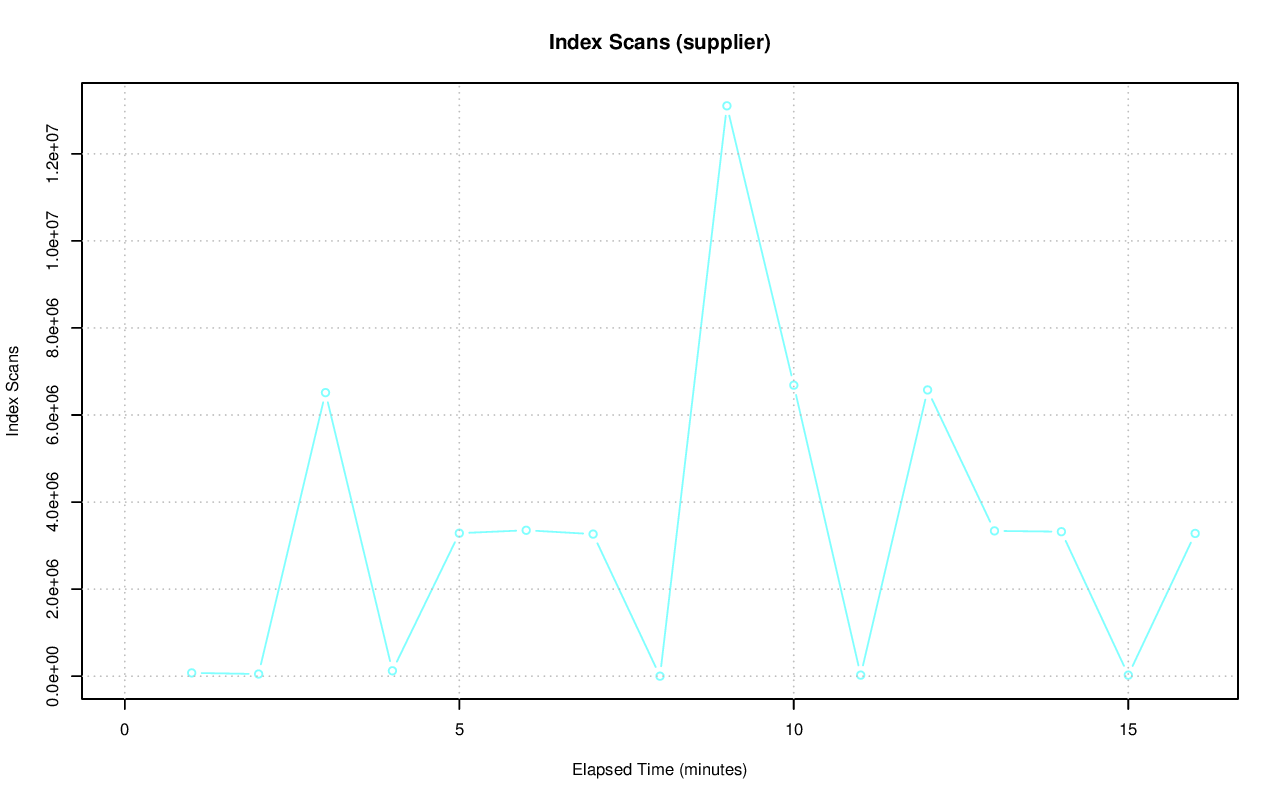 Index Scans (supplier)
Index Scans
1.2e+07
1.0e+07
8.0e+06
6.0e+06
4.0e+06
2.0e+06
0.0e+00
0 5 10 15
Elapsed Time (minutes)